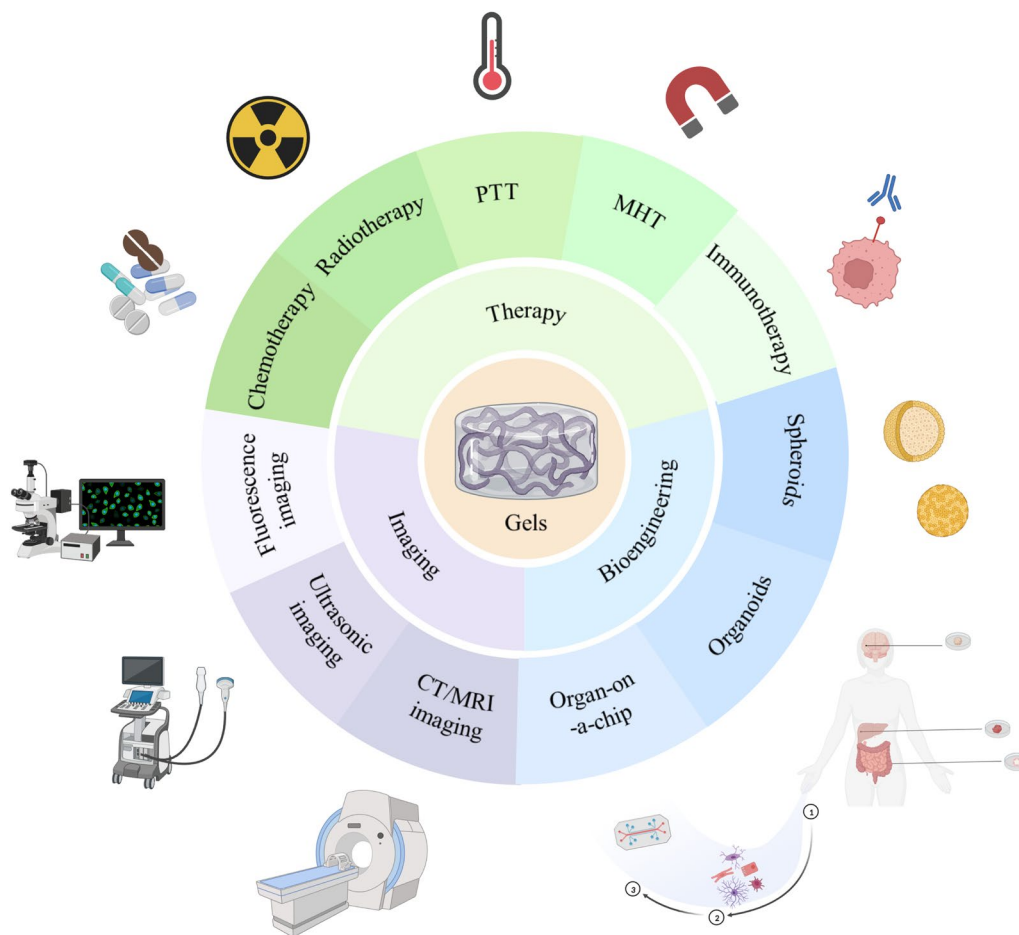 PTT
MHT
Radiotherapy
Immunotherapy
Chemotherapy
Therapy
Spheroids
Fluorescence
imaging
Gels
Imaging
Bioengineering
Ultrasonic
imaging
Organoids
CT/MRI
imaging
Organ-on
-a-chip
1
2
3